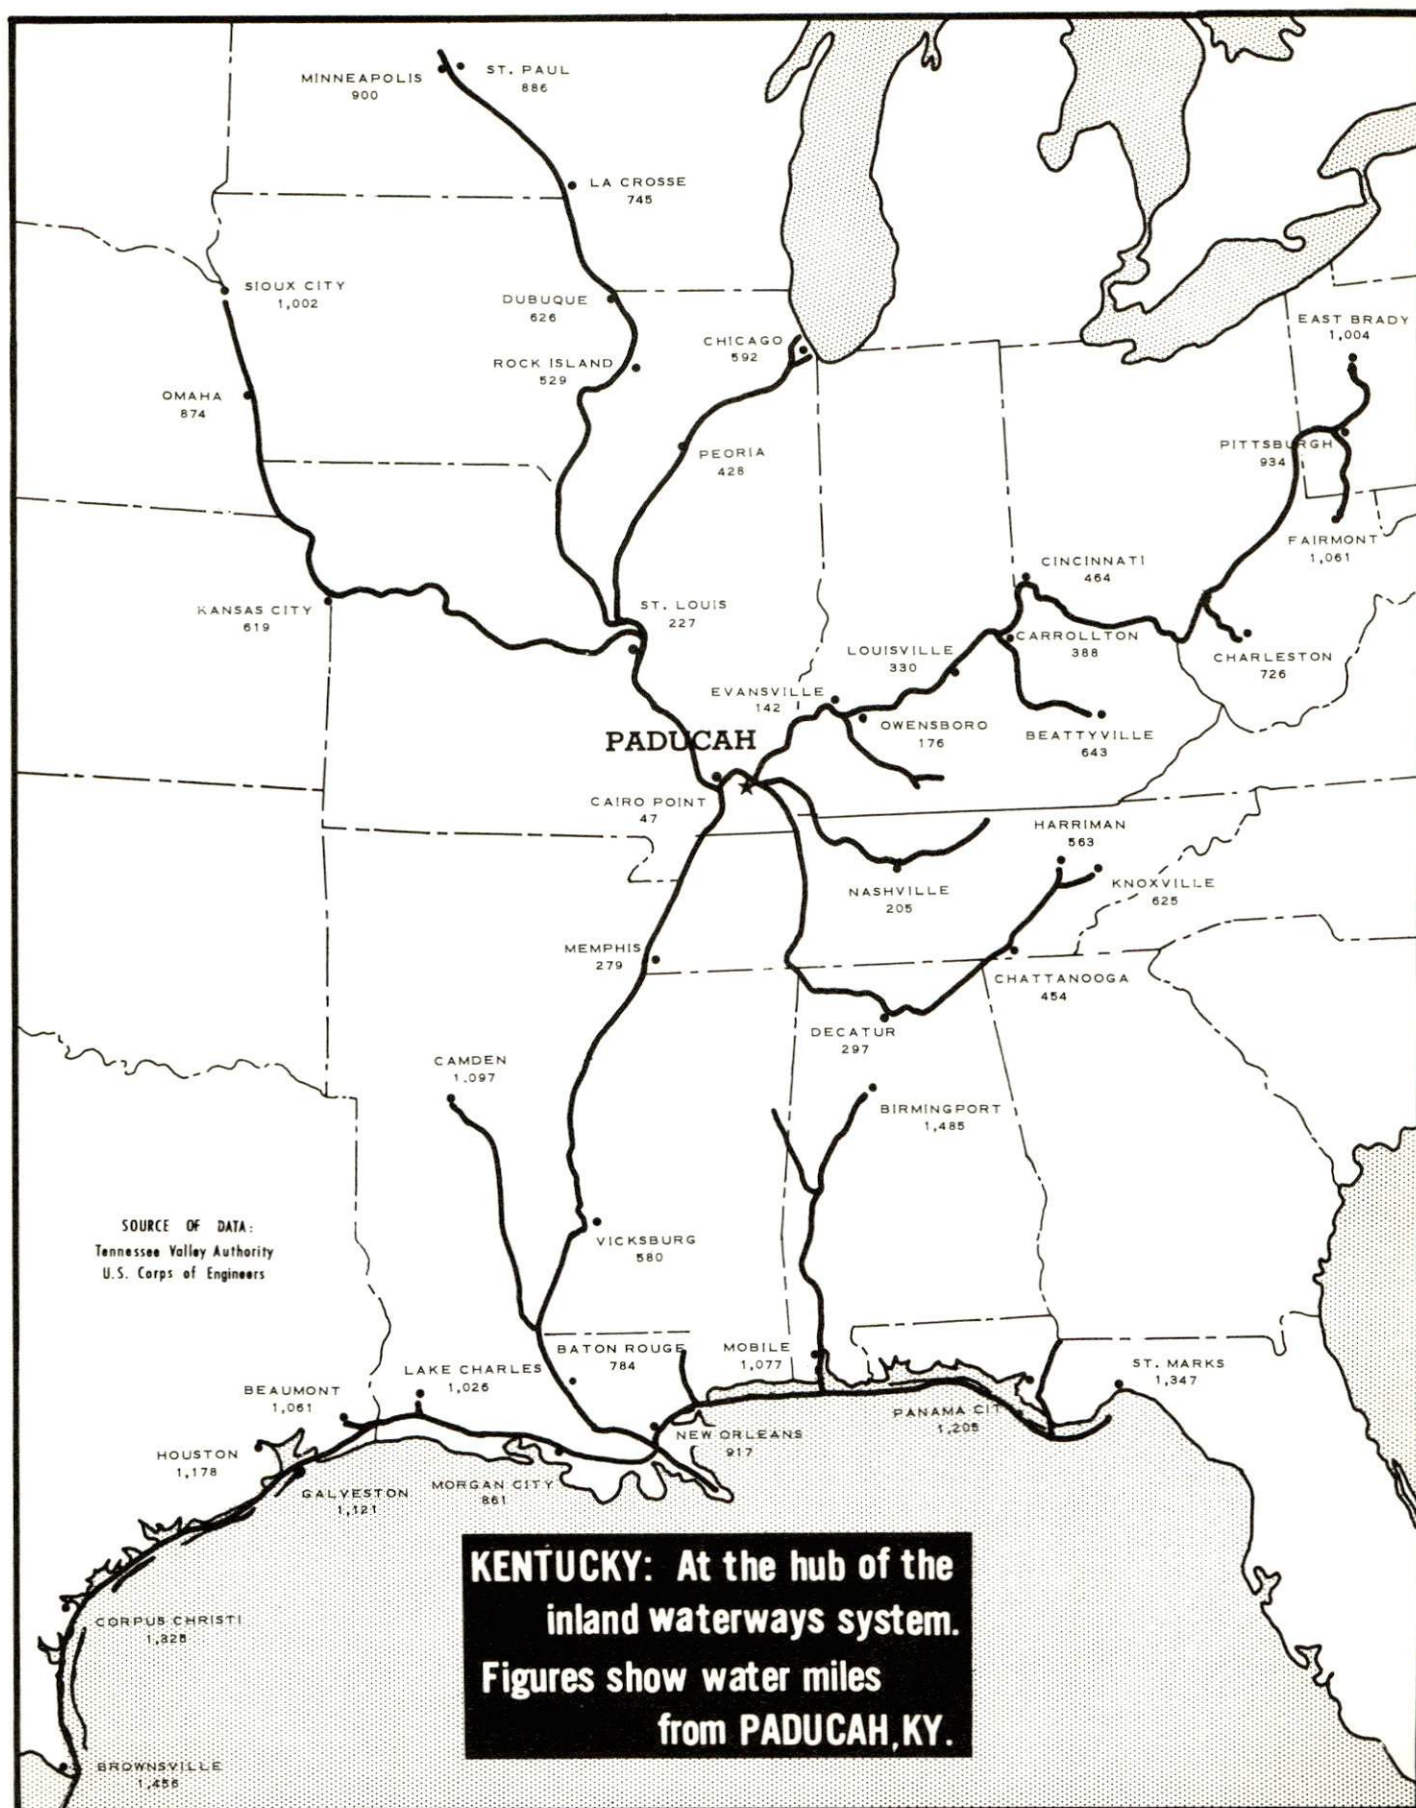 MINNEAPOLIS
900
ST. PAUL
886
LA CROSSE
745
SIOUX CITY
1,002
DUBUQUE
626
EAST BRADY
1,004
CHICAGO
592
ROCK ISLAND
529
OMAHA
874
PEORIA
428
PITTSBURGH
934
FAIRMONT
1,061
CINCINNATI
464
KANSAS CITY
619
ST. LOUIS
227
CARROLLTON
388
LOUISVILLE
330
CHARLESTON
726
EVANSVILLE
142
OWENSBORO
176
BEATTYVILLE
643
PADUCAH
CAIRO POINT
47
HARRIMAN
563
NASHVILLE
205
KNOXVILLE
625
MEMPHIS
279
CHATTANOOGA
454
DECATUR
297
CAMDEN
1,097
BIRMINGPORT
1,485
SOURCE OF DATA:
Tennessee Valley Authority
U.S. Corps of Engineers
VICKSBURG
580
BATON ROUGE
784
MOBILE
1,077
LAKE CHARLES
1,026
ST. MARKS
1,347
BEAUMONT
1,061
PANAMA CITY
1,205
NEW ORLEANS
917
HOUSTON
1,178
MORGAN CITY
861
GALVESTON
1,121
KENTUCKY: At the hub of the
inland waterways system.
Figures show water miles
from PADUCAH, KY.
CORPUS CHRISTI
BROWNSVILLE